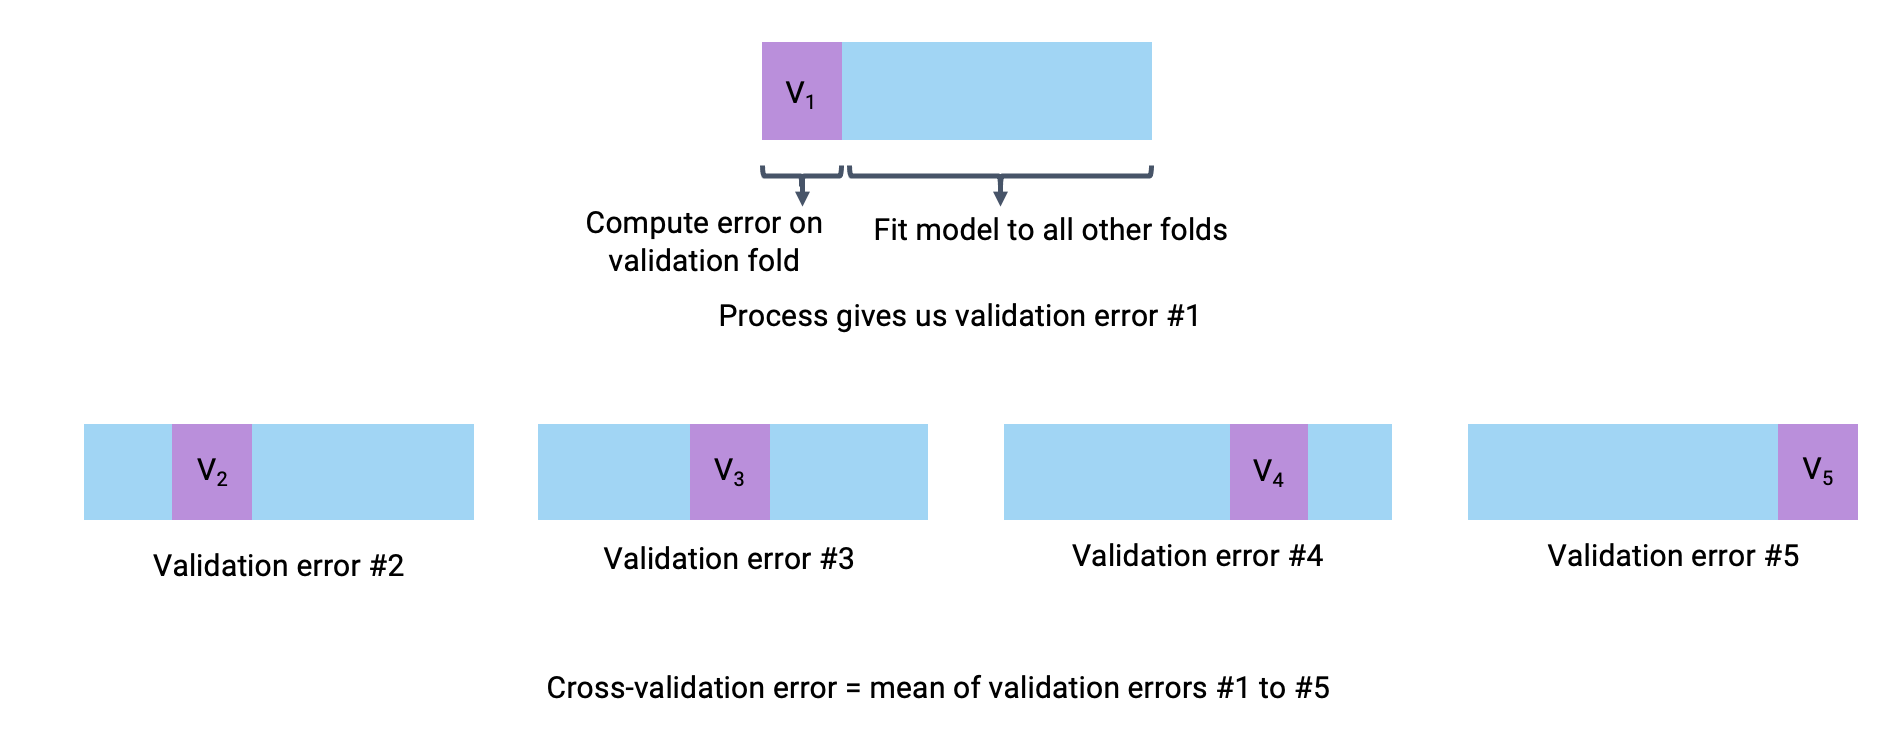 V₁
Compute error on
validation fold
Fit model to all other folds
Process gives us validation error #1
V₂
V₃
V₄
V₅
Validation error #2
Validation error #3
Validation error #4
Validation error #5
Cross-validation error = mean of validation errors #1 to #5